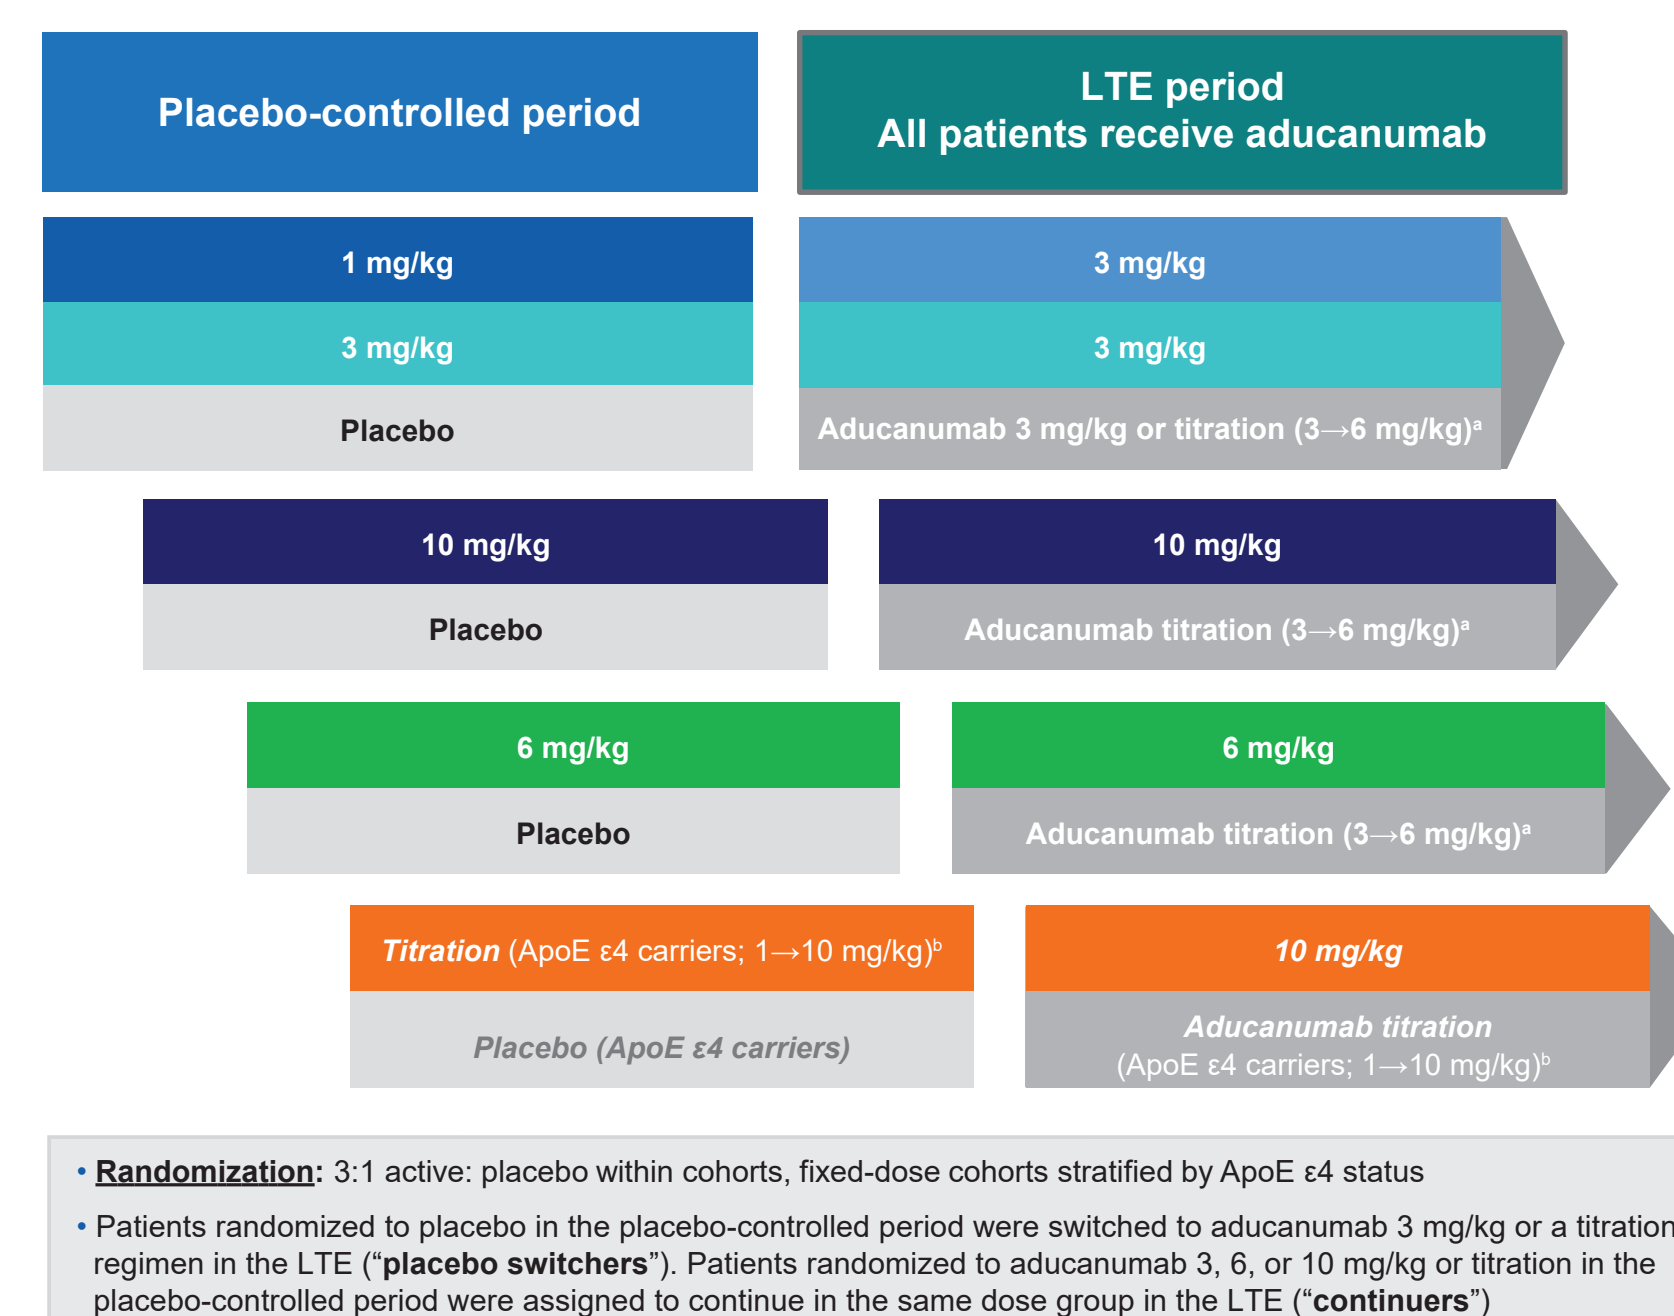 Placebo-controlled period
LTE period
All patients receive aducanumab
1 mg/kg
3 mg/kg
3 mg/kg
3 mg/kg
Placebo
Aducanumab 3 mg/kg or titration (3→6 mg/kg)ᵃ
10 mg/kg
10 mg/kg
Placebo
Aducanumab titration (3→6 mg/kg)ᵃ
6 mg/kg
6 mg/kg
Placebo
Aducanumab titration (3→6 mg/kg)ᵃ
Titration (ApoE ε4 carriers; 1→10 mg/kg)ᵇ
10 mg/kg
Placebo (ApoE ε4 carriers)
Aducanumab titration
(ApoE ε4 carriers; 1→10 mg/kg)ᵇ
• Randomization: 3:1 active: placebo within cohorts, fixed-dose cohorts stratified by ApoE ε4 status
• Patients randomized to placebo in the placebo-controlled period were switched to aducanumab 3 mg/kg or a titration
regimen in the LTE (“placebo switchers”). Patients randomized to aducanumab 3, 6, or 10 mg/kg or titration in the
placebo-controlled period were assigned to continue in the same dose group in the LTE (“continuers”)